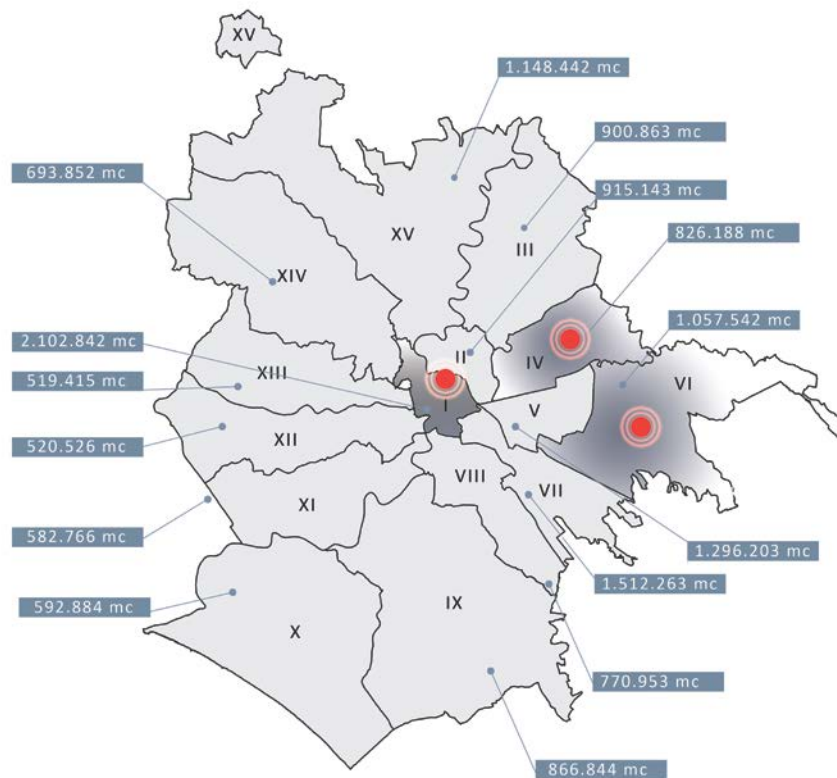 XV
1.148.442 mc
900.863 mc
693.852 mc
915.143 mc
XV
826.188 mc
III
XIV
1.057.542 mc
2.102.842 mc
II
IV
519.415 mc
XIII
VI
I
V
520.526 mc
XII
VIII
VII
XI
582.766 mc
1.296.203 mc
1.512.263 mc
592.884 mc
IX
X
770.953 mc
866.844 mc